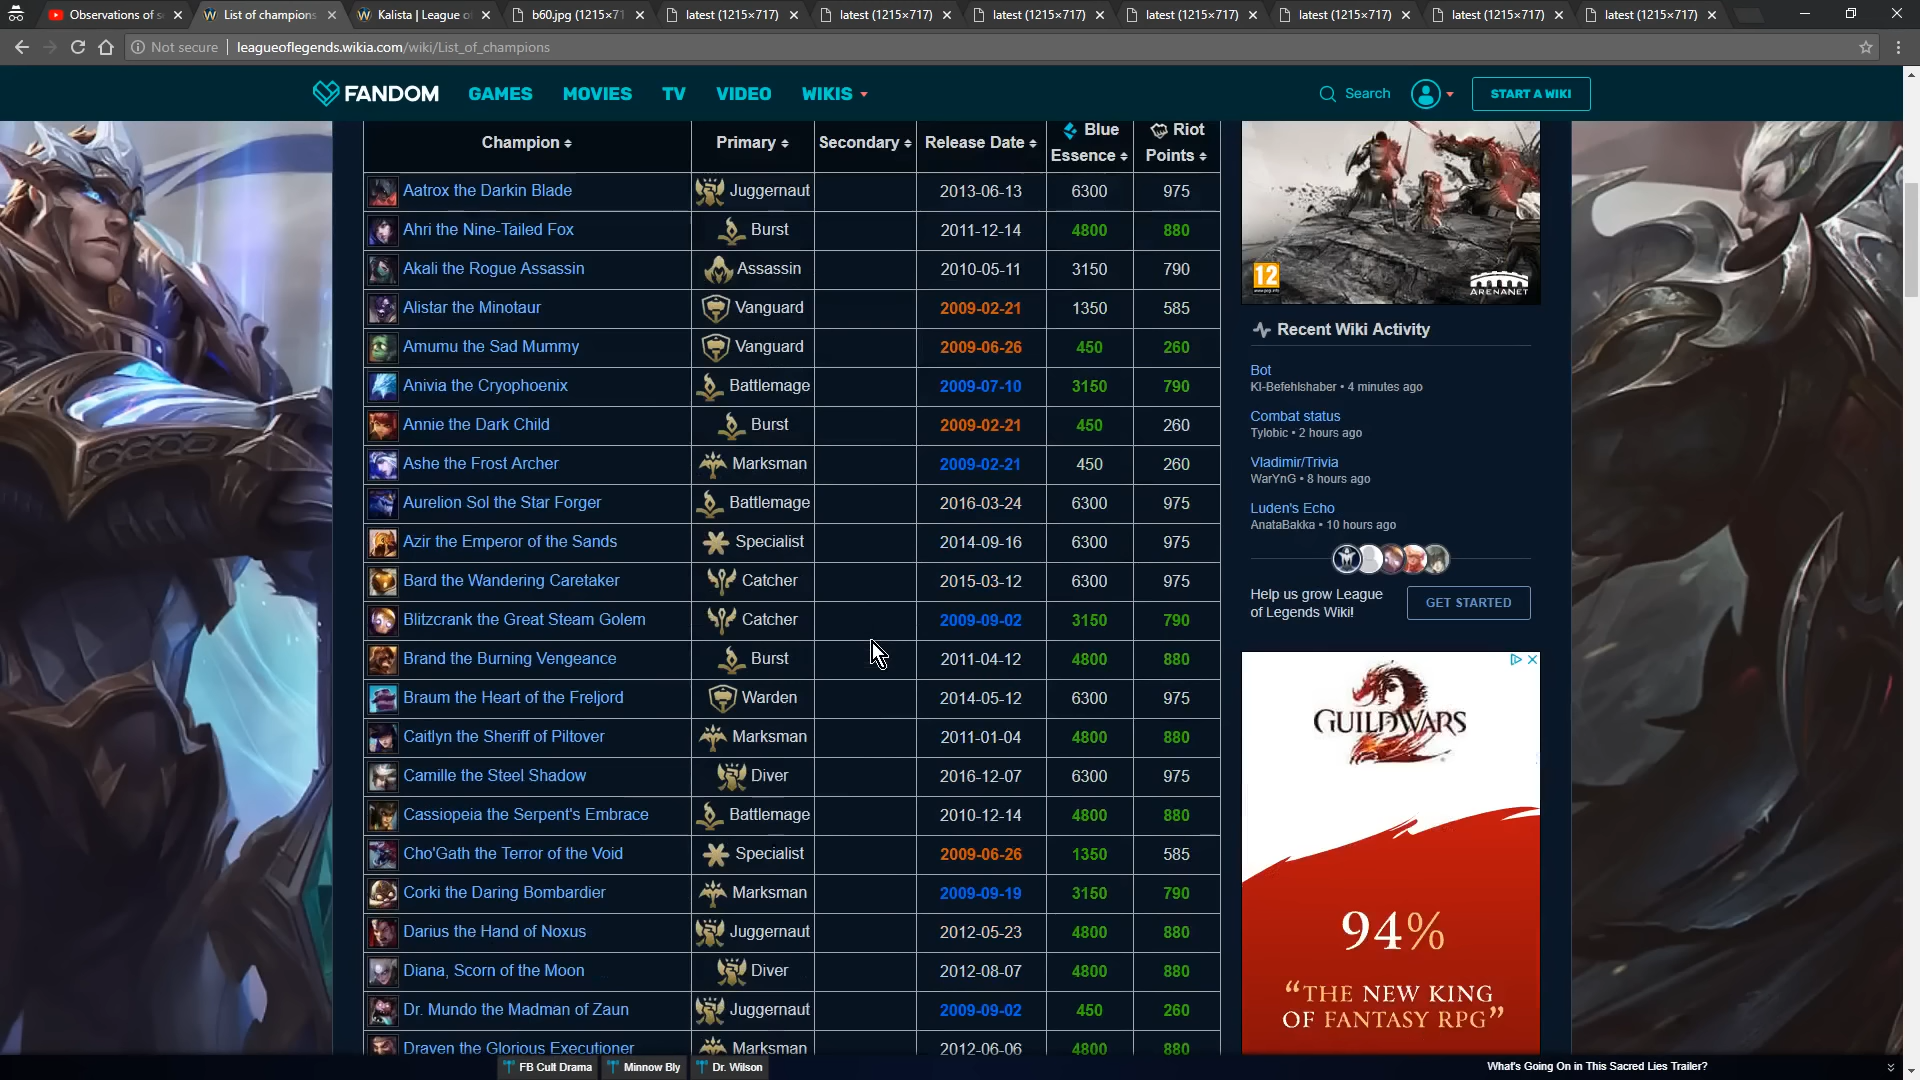 Observations of s
List of champions
Kalista | League o
b60.jpg (1215×71
latest (1215×717)
latest (1215×717)
latest (1215×717)
latest (1215×717)
latest (1215×717)
latest (1215×717)
latest (1215×717)
Not secure | leagueoflegends.wikia.com/wiki/List_of_champions
FANDOM GAMES MOVIES TV VIDEO WIKIS Search START A WIKI
Champion Primary Secondary Release Date Blue Essence Riot Points
Aatrox the Darkin Blade Juggernaut 2013-06-13 6300 975
Ahri the Nine-Tailed Fox Burst 2011-12-14 4800 880
Akali the Rogue Assassin Assassin 2010-05-11 3150 790
Alistar the Minotaur Vanguard 2009-02-21 1350 585
Amumu the Sad Mummy Vanguard 2009-06-26 450 260
Anivia the Cryophoenix Battlemage 2009-07-10 3150 790
Annie the Dark Child Burst 2009-02-21 450 260
Ashe the Frost Archer Marksman 2009-02-21 450 260
Aurelion Sol the Star Forger Battlemage 2016-03-24 6300 975
Azir the Emperor of the Sands Specialist 2014-09-16 6300 975
Bard the Wandering Caretaker Catcher 2015-03-12 6300 975
Blitzcrank the Great Steam Golem Catcher 2009-09-02 3150 790
Brand the Burning Vengeance Burst 2011-04-12 4800 880
Braum the Heart of the Freljord Warden 2014-05-12 6300 975
Caitlyn the Sheriff of Piltover Marksman 2011-01-04 4800 880
Camille the Steel Shadow Diver 2016-12-07 6300 975
Cassiopeia the Serpent's Embrace Battlemage 2010-12-14 4800 880
Cho'Gath the Terror of the Void Specialist 2009-06-26 1350 585
Corki the Daring Bombardier Marksman 2009-09-19 3150 790
Darius the Hand of Noxus Juggernaut 2012-05-23 4800 880
Diana, Scorn of the Moon Diver 2012-08-07 4800 880
Dr. Mundo the Madman of Zaun Juggernaut 2009-09-02 450 260
Draven the Glorious Executioner Marksman 2012-06-06 4800 880
12
ARENANET
Recent Wiki Activity
Bot
KI-Befehlshaber • 4 minutes ago
Combat status
Tylobic • 2 hours ago
Vladimir/Trivia
WarYnG • 8 hours ago
Luden's Echo
AnataBakka • 10 hours ago
Help us grow League
of Legends Wiki!
GET STARTED
GUILDWARS
2
94%
“THE NEW KING
OF FANTASY RPG”
FB Cult Drama
Minnow Bly
Dr. Wilson
What's Going On in This Sacred Lies Trailer?